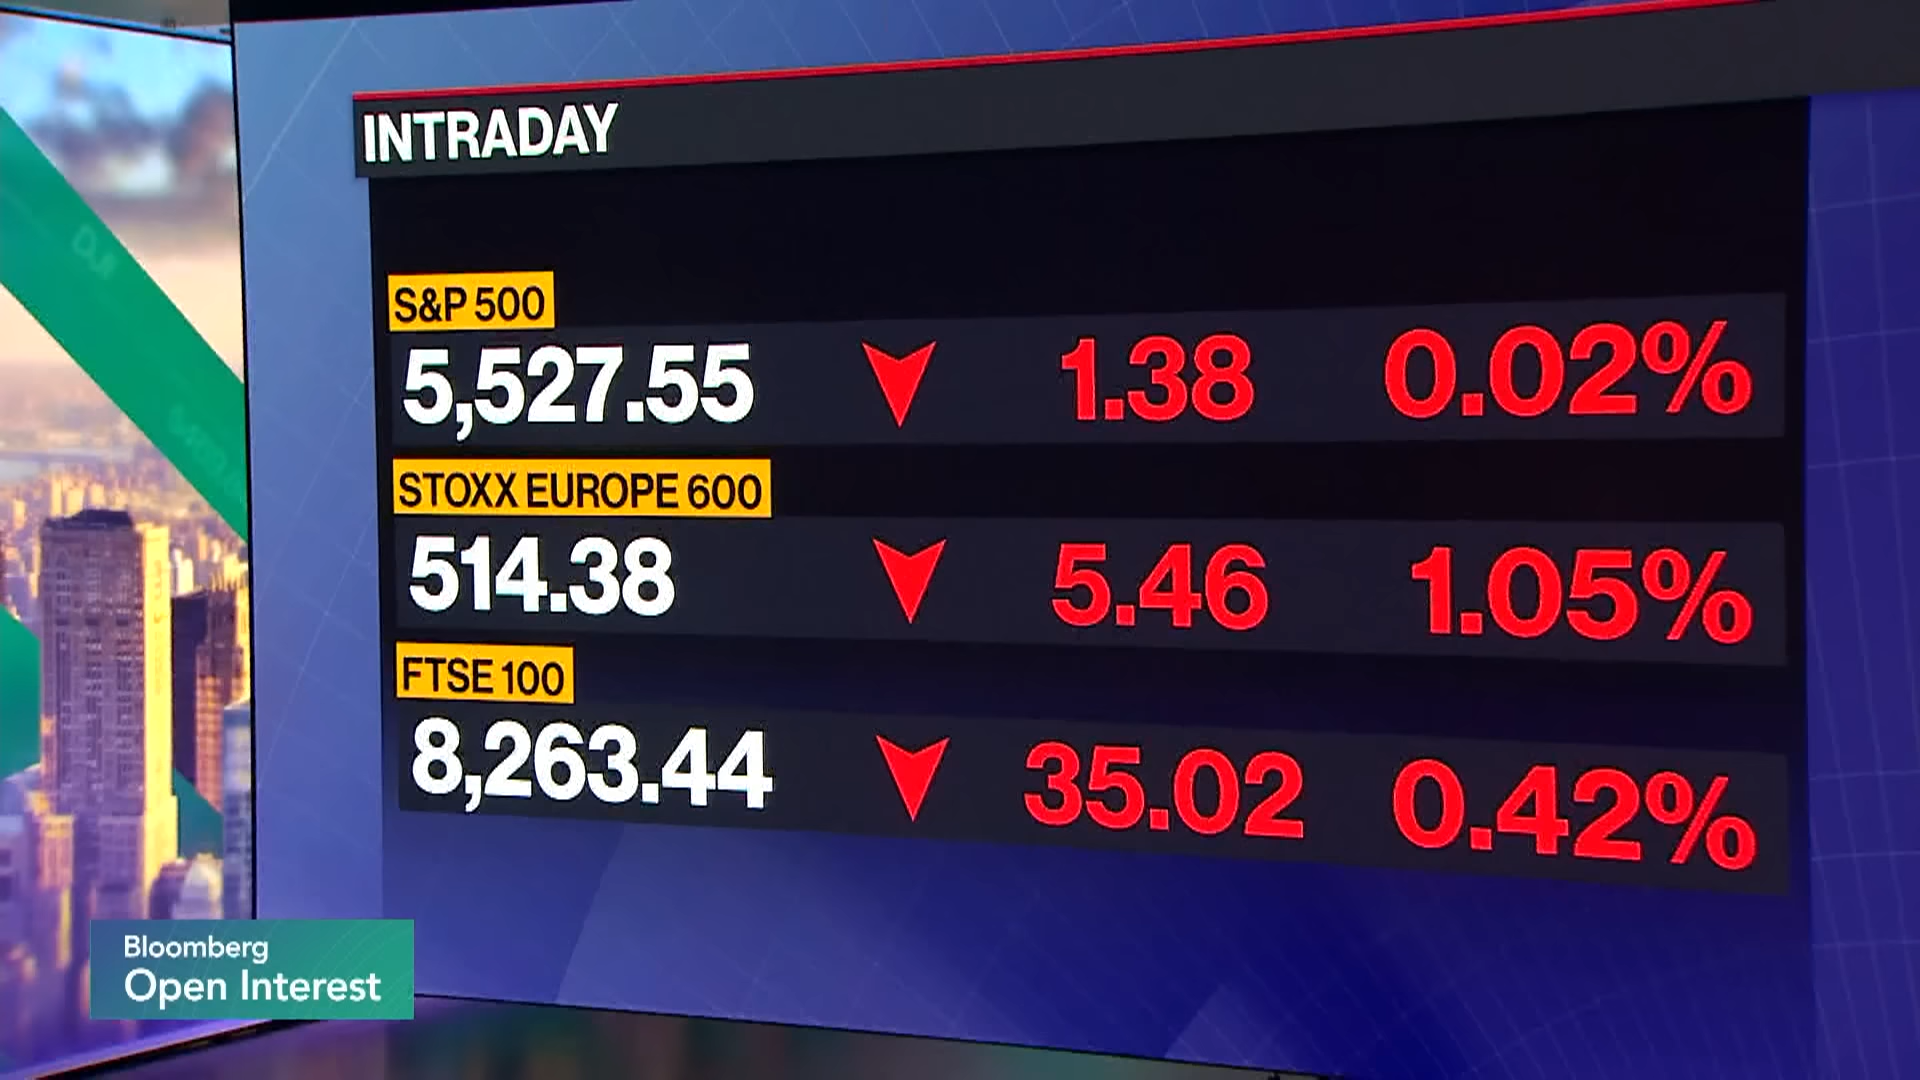 INTRADAY
S&P 500
5,527.55 1.38 0.02%
STOXX EUROPE 600
514.38 5.46 1.05%
FTSE 100
8,263.44 35.02 0.42%
Bloomberg
Open Interest